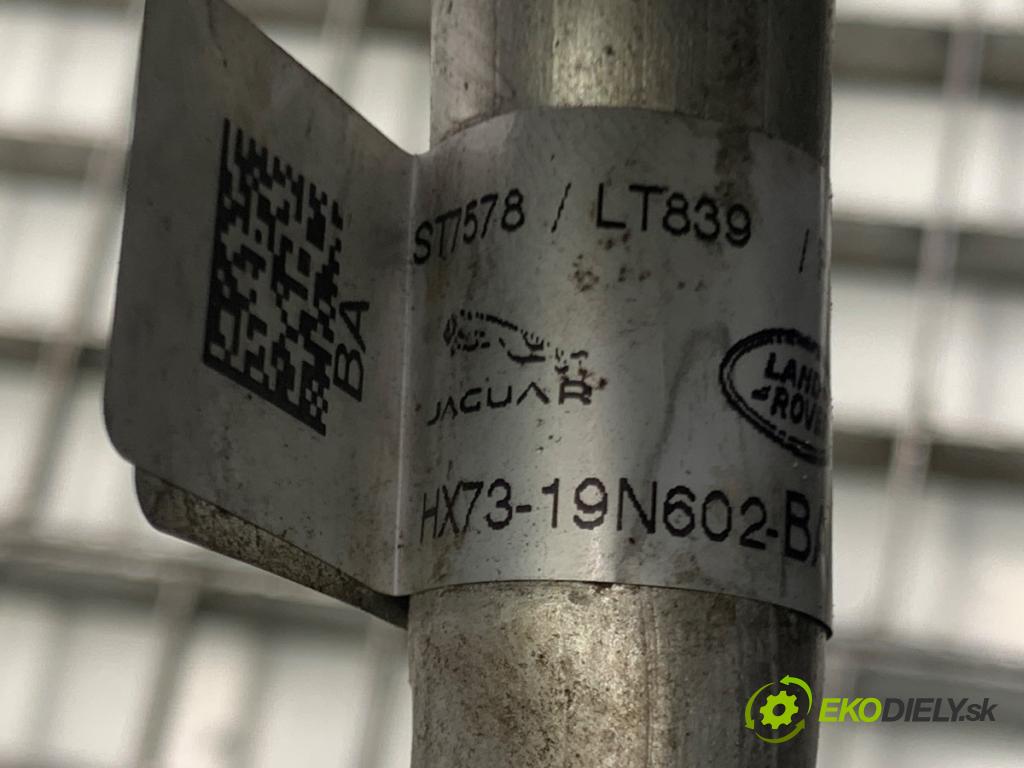 ST7578 / LT839 /
JAGUAR
LAND
ROVER
HX73-19N602-BA
BA
EKODIELY.sk